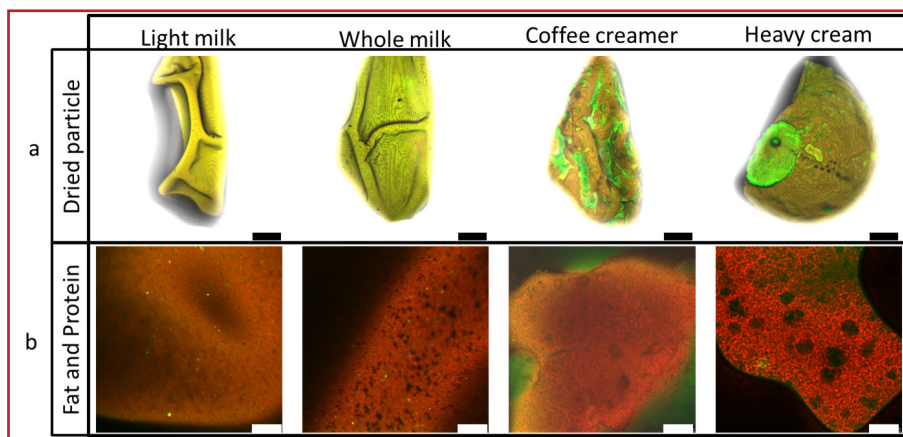 Light milk
Whole milk
Coffee creamer
Heavy cream
a
Dried particle
b
Fat and Protein